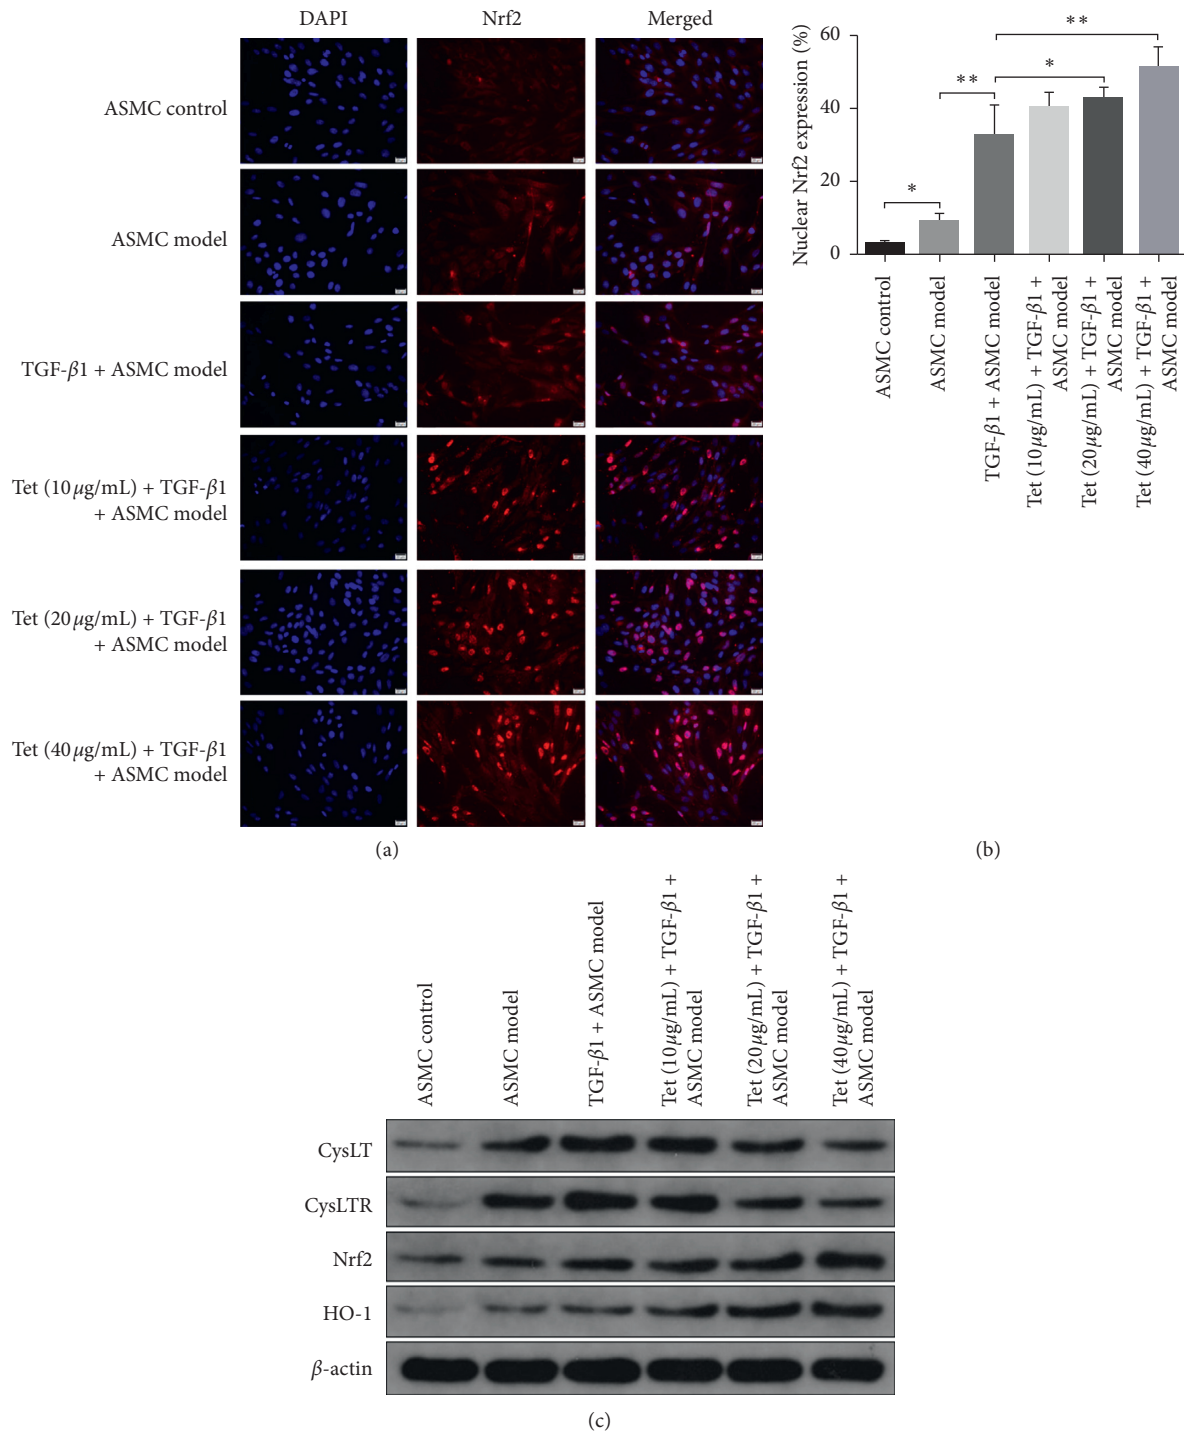 DAPI
Nrf2
Merged
ASMC control
ASMC model
TGF-β1 + ASMC model
Tet (10 μg/mL) + TGF-β1
+ ASMC model
Tet (20 μg/mL) + TGF-β1
+ ASMC model
Tet (40 μg/mL) + TGF-β1
+ ASMC model
(a)
Nuclear Nrf2 expression (%)
60
40
20
0
*
**
*
**
ASMC control
ASMC model
TGF-β1 + ASMC model
Tet (10 μg/mL) + TGF-β1 +
ASMC model
Tet (20 μg/mL) + TGF-β1 +
ASMC model
Tet (40 μg/mL) + TGF-β1 +
ASMC model
(b)
ASMC control
ASMC model
TGF-β1 + ASMC model
Tet (10 μg/mL) + TGF-β1 +
ASMC model
Tet (20 μg/mL) + TGF-β1 +
ASMC model
Tet (40 μg/mL) + TGF-β1 +
ASMC model
CysLT
CysLTR
Nrf2
HO-1
β-actin
(c)